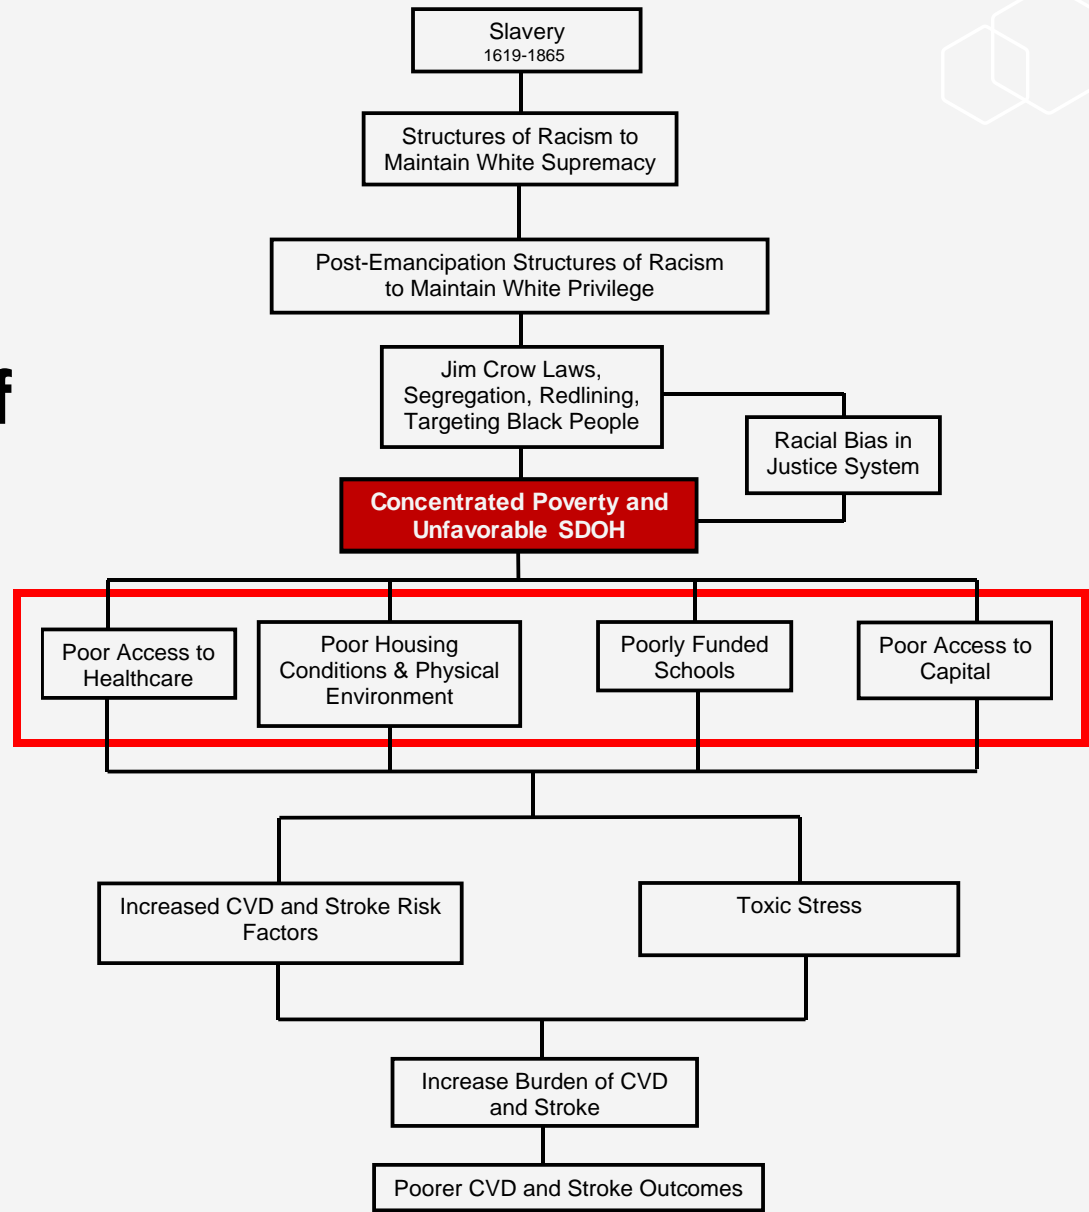 Slavery
1619-1865
Structures of Racism to
Maintain White Supremacy
Post-Emancipation Structures of Racism
to Maintain White Privilege
f
Jim Crow Laws,
Segregation, Redlining,
Targeting Black People
Racial Bias in
Justice System
Concentrated Poverty and
Unfavorable SDOH
Poor Access to
Healthcare
Poor Housing
Conditions & Physical
Environment
Poorly Funded
Schools
Poor Access to
Capital
Increased CVD and Stroke Risk
Factors
Toxic Stress
Increase Burden of CVD
and Stroke
Poorer CVD and Stroke Outcomes